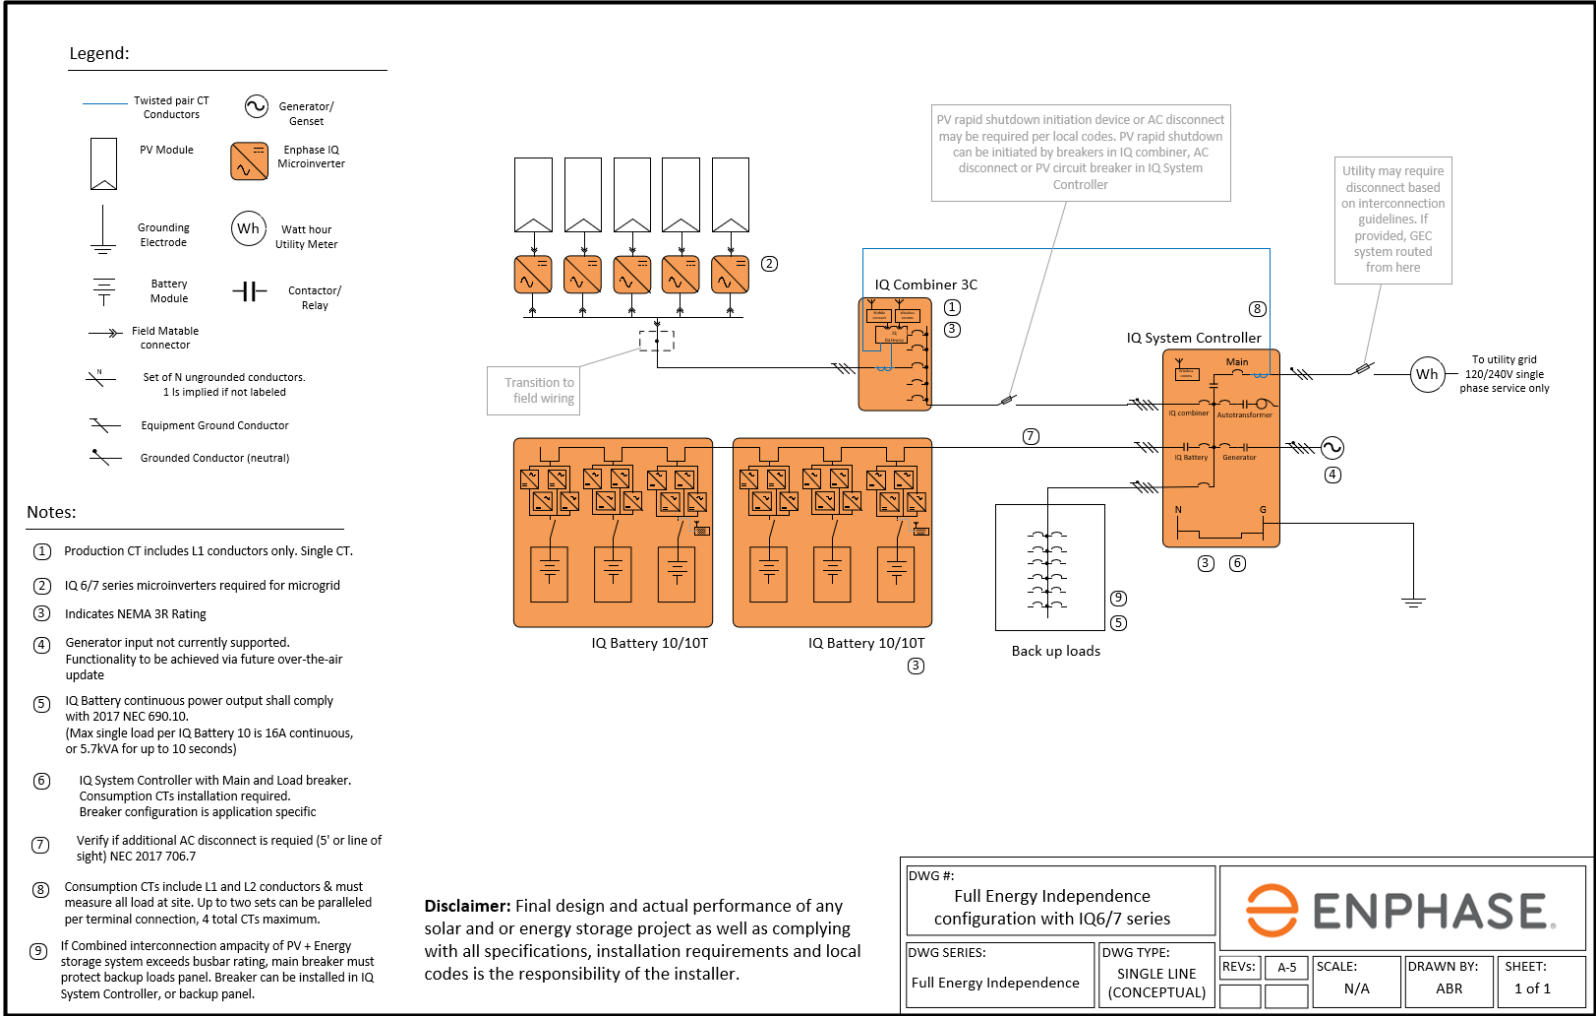 Legend:
Twisted pair CT
Conductors
Generator/
Genset
PV Module
Enphase IQ
Microinverter
Grounding
Electrode
Wh
Watt hour
Utility Meter
Battery
Module
Contactor/
Relay
Field Matable
connector
N
Set of N ungrounded conductors.
1 Is implied if not labeled
Equipment Ground Conductor
Grounded Conductor (neutral)
Notes:
1 Production CT includes L1 conductors only. Single CT.
2 IQ 6/7 series microinverters required for microgrid
3 Indicates NEMA 3R Rating
4 Generator input not currently supported.
Functionality to be achieved via future over-the-air
update
5 IQ Battery continuous power output shall comply
with 2017 NEC 690.10.
(Max single load per IQ Battery 10 is 16A continuous,
or 5.7kVA for up to 10 seconds)
6 IQ System Controller with Main and Load breaker.
Consumption CTs installation required.
Breaker configuration is application specific
7 Verify if additional AC disconnect is requied (5' or line of
sight) NEC 2017 706.7
8 Consumption CTs include L1 and L2 conductors & must
measure all load at site. Up to two sets can be paralleled
per terminal connection, 4 total CTs maximum.
9 If Combined interconnection ampacity of PV + Energy
storage system exceeds busbar rating, main breaker must
protect backup loads panel. Breaker can be installed in IQ
System Controller, or backup panel.
2
Transition to
field wiring
PV rapid shutdown initiation device or AC disconnect
may be required per local codes. PV rapid shutdown
can be initiated by breakers in IQ combiner, AC
disconnect or PV circuit breaker in IQ System
Controller
Utility may require
disconnect based
on interconnection
guidelines. If
provided, GEC
system routed
from here
IQ Combiner 3C
1
3
8
IQ System Controller
Main
IQ combiner
Autotransformer
IQ Battery
Generator
N
G
3
6
Wh
To utility grid
120/240V single
phase service only
4
7
IQ Battery 10/10T
IQ Battery 10/10T
3
9
5
Back up loads
Disclaimer: Final design and actual performance of any
solar and or energy storage project as well as complying
with all specifications, installation requirements and local
codes is the responsibility of the installer.
DWG #:
Full Energy Independence
configuration with IQ6/7 series
ENPHASE.
DWG SERIES:
Full Energy Independence
DWG TYPE:
SINGLE LINE
(CONCEPTUAL)
REVs:
A-5
SCALE:
N/A
DRAWN BY:
ABR
SHEET:
1 of 1